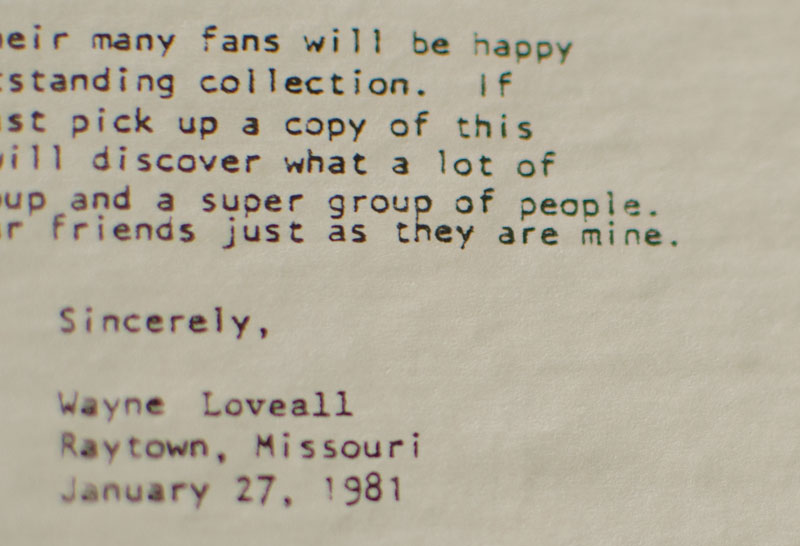 eir many fans will be happy
standing collection. If
st pick up a copy of this
ill discover what a lot of
up and a super group of people.
r friends just as they are mine.
Sincerely,
Wayne Loveall
Raytown, Missouri
January 27, 1981